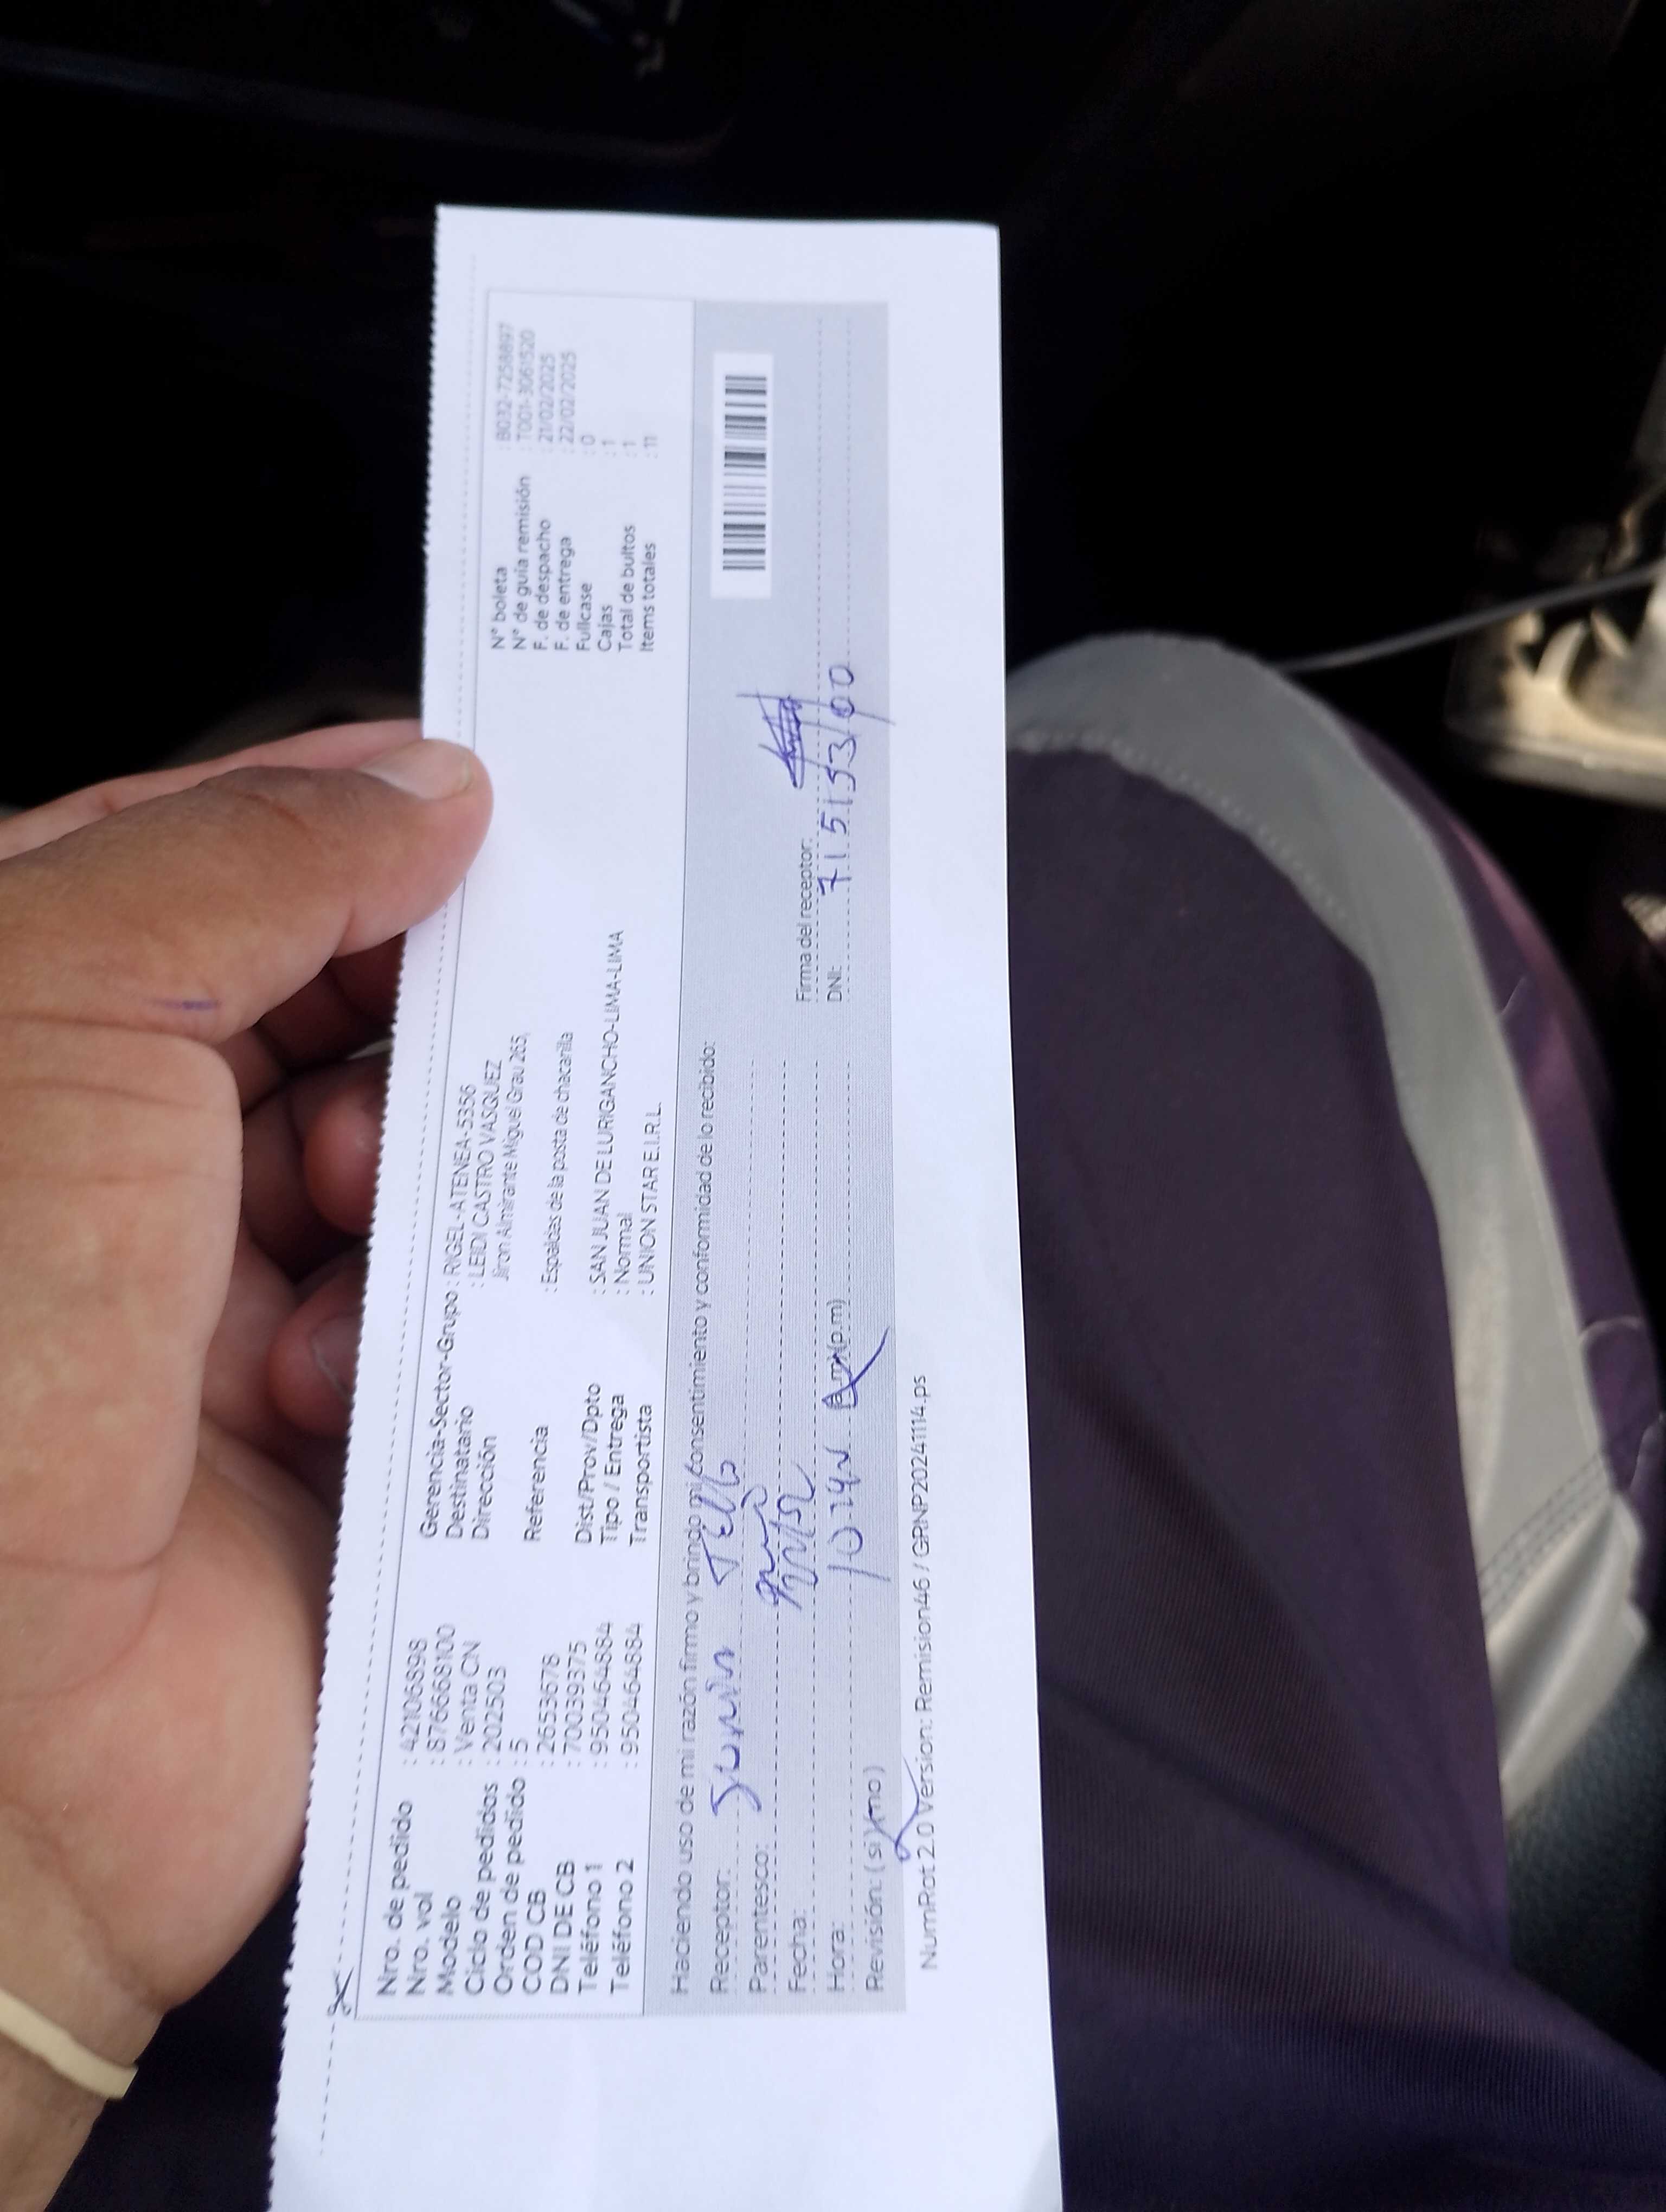 Nro. de pedido : 42106898
Nro. vol : 876668100
Modelo : Venta CN
Ciclo de pedidos : 202503
Orden de pedido : 5
COD CB : 26553678
DNI DE CB : 70039375
Teléfono 1 : 950464884
Teléfono 2 : 950464884
Gerencia-Sector-Grupo : RIGEL-ATENEA-5356
Destinatario : LEIDI CASTRO VASQUEZ
Dirección Jiron Almirante Miguel Grau 265,
Referencia : Espaldas de la posta de chacarilla
Dist/Prov/Dpto : SAN JUAN DE LURIGANCHO-LIMA-LIMA
Tipo / Entrega : Normal
Transportista : UNION STAR E.I.R.L.
N° boleta : B032-7258897
N° de guía remisión : T001-3061520
F. de despacho : 21/02/2025
F. de entrega : 22/02/2025
Fullcase : 0
Cajas : 1
Total de bultos : 1
Items totales : 11
Haciendo uso de mi razón firmo y brindo mi consentimiento y conformidad de lo recibido:
Receptor: Junin Tello
Parentesco:
Fecha:
Hora: (p.m)
Revisión: (si) (no)
Firma del receptor:
DNI:
NumRot 2.0 Version: Remision46 / GRNP20241114.ps